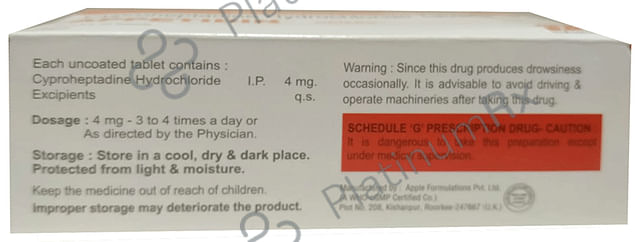 Each uncoated tablet contains :
Cyproheptadine Hydrochloride I.P. 4 mg.
Excipients q.s.
Dosage : 4 mg - 3 to 4 times a day or
As directed by the Physician.
Storage : Store in a cool, dry & dark place.
Protected from light & moisture.
Keep the medicine out of reach of children.
Improper storage may deteriorate the product.
Warning : Since this drug produces drowsiness
occasionally. It is advisable to avoid driving &
operate machineries after taking this drug.
SCHEDULE 'G' PRESCRIPTION DRUG- CAUTION
It is dangerous to take this preparation except
under medical supervision.
Manufactured by : Apple Formulations Pvt. Ltd.
(A WHO-GMP Certified Co.)
Plot No. 208, Kishanpur, Roorkee-247667 (U.K.)
PlatinumRx